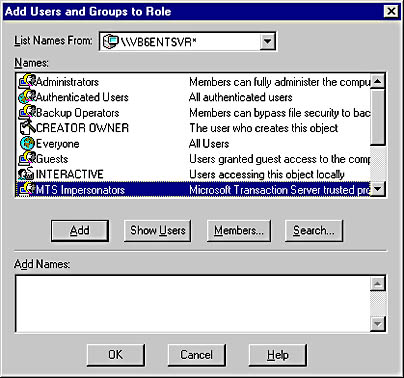 Add Users and Groups to Role
List Names From: \\VB6ENTSVR*
Names:
Administrators Members can fully administer the compu
Authenticated Users All authenticated users
Backup Operators Members can bypass file security to bac
CREATOR OWNER The user who creates this object
Everyone All Users
Guests Users granted guest access to the comp
INTERACTIVE Users accessing this object locally
MTS Impersonators Microsoft Transaction Server trusted pro
Add Show Users Members... Search...
Add Names:
OK Cancel Help